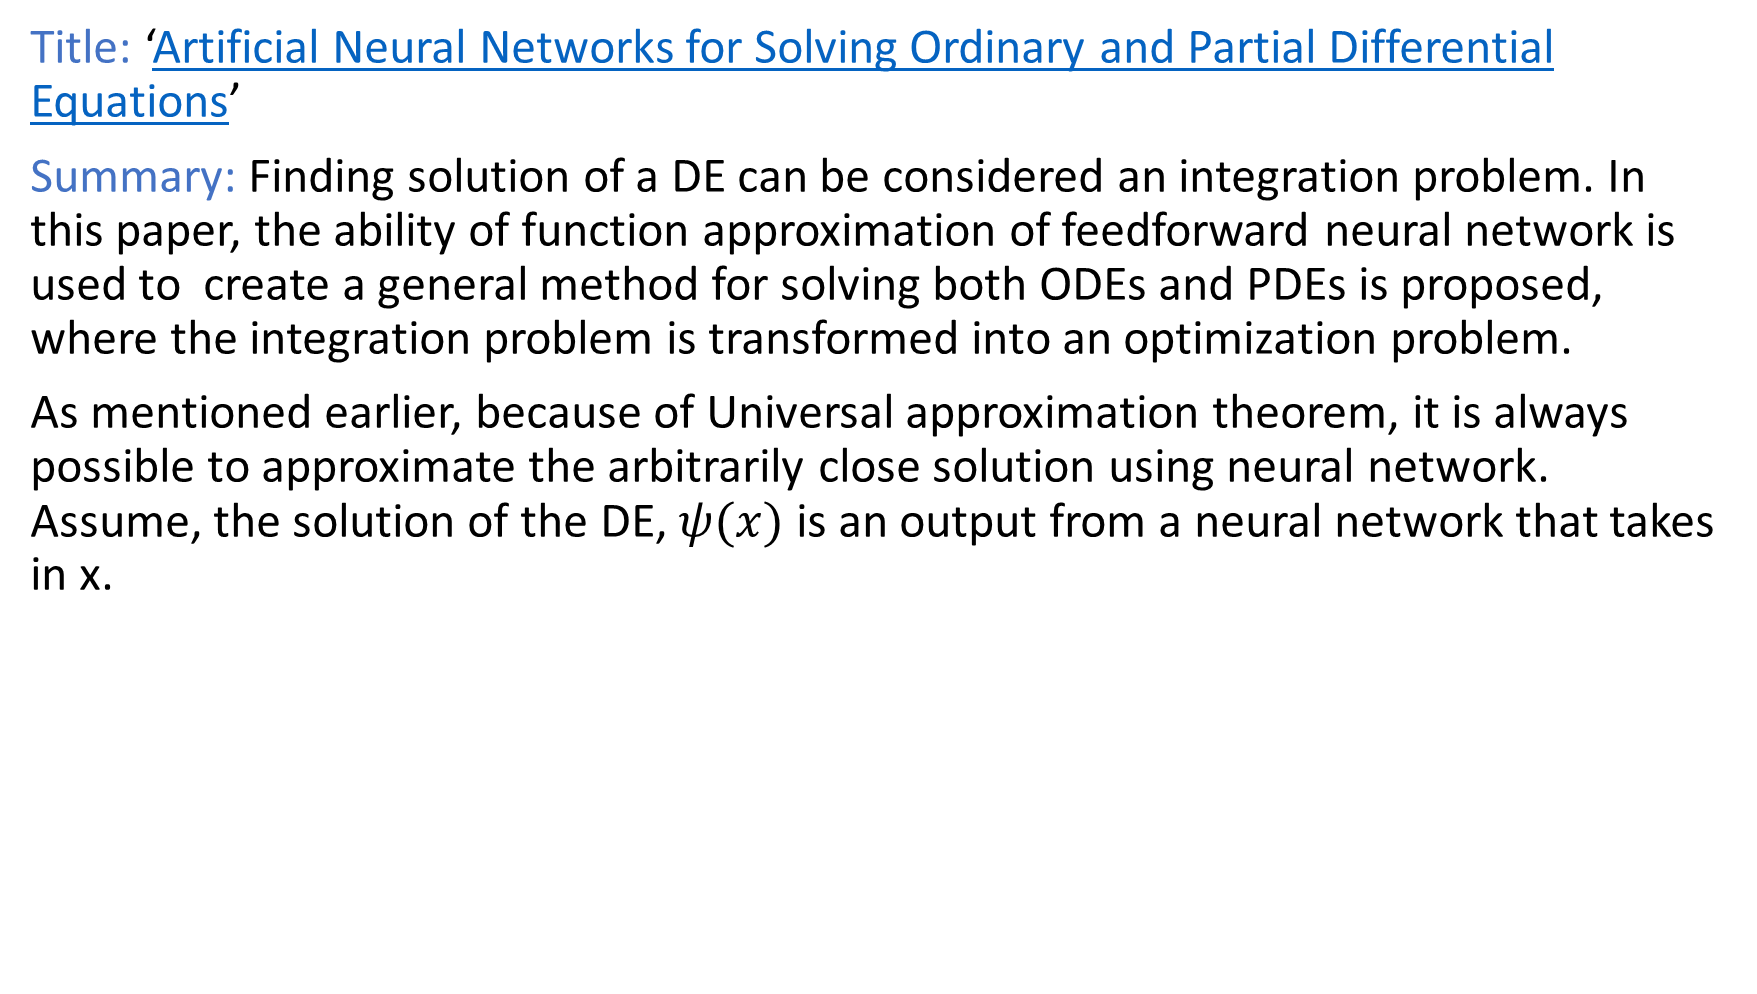 Title: ‘Artificial Neural Networks for Solving Ordinary and Partial Differential
Equations’
Summary: Finding solution of a DE can be considered an integration problem. In
this paper, the ability of function approximation of feedforward neural network is
used to  create a general method for solving both ODEs and PDEs is proposed,
where the integration problem is transformed into an optimization problem.
As mentioned earlier, because of Universal approximation theorem, it is always
possible to approximate the arbitrarily close solution using neural network.
Assume, the solution of the DE, 𝜓(𝑥) is an output from a neural network that takes
in x.